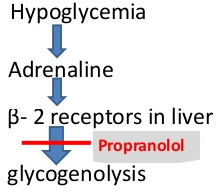 Hypoglycemia
Adrenaline
β- 2 receptors in liver
Propranolol
glycogenolysis